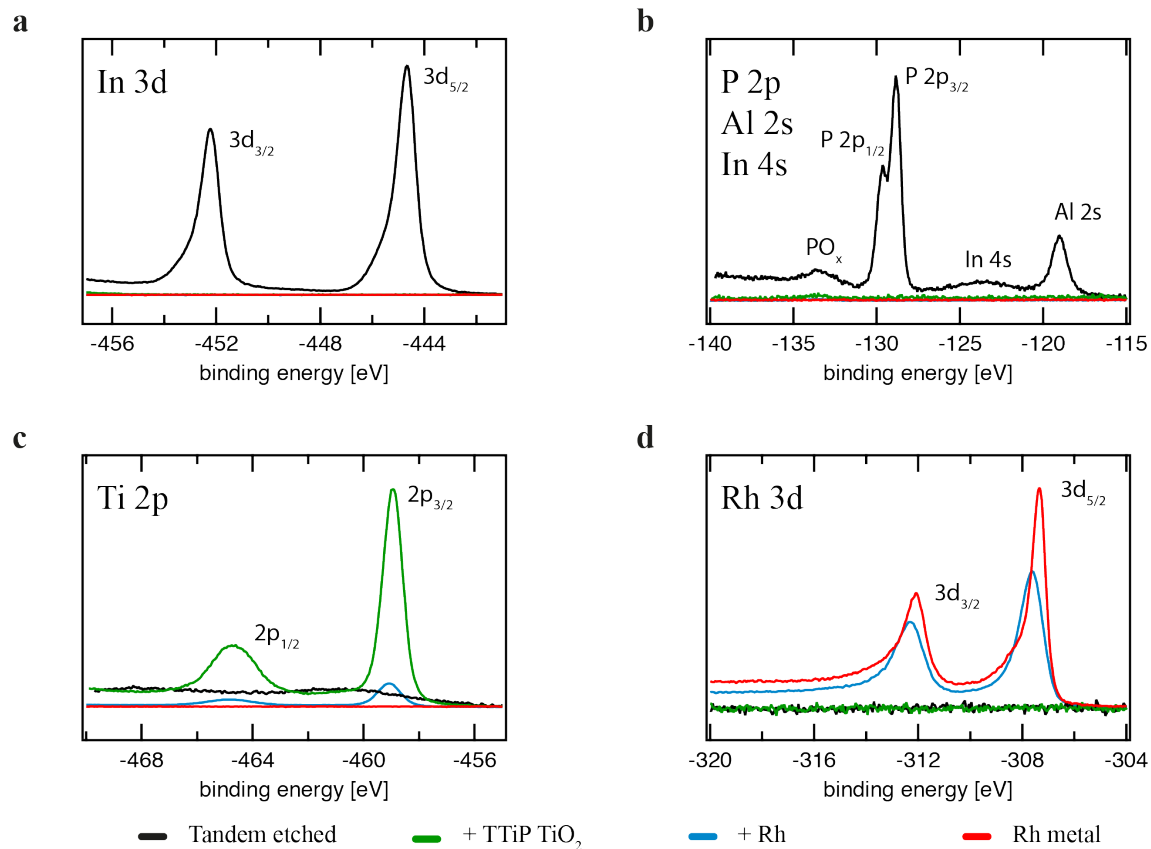 a
In 3d
3d3/2
3d5/2
-456 -452 -448 -444
binding energy [eV]
b
P 2p
Al 2s
In 4s
P 2p3/2
P 2p1/2
POx
In 4s
Al 2s
-140 -135 -130 -125 -120 -115
binding energy [eV]
c
Ti 2p
2p3/2
2p1/2
-468 -464 -460 -456
binding energy [eV]
d
Rh 3d
3d5/2
3d3/2
-320 -316 -312 -308 -304
binding energy [eV]
Tandem etched + TTiP TiO2 + Rh Rh metal